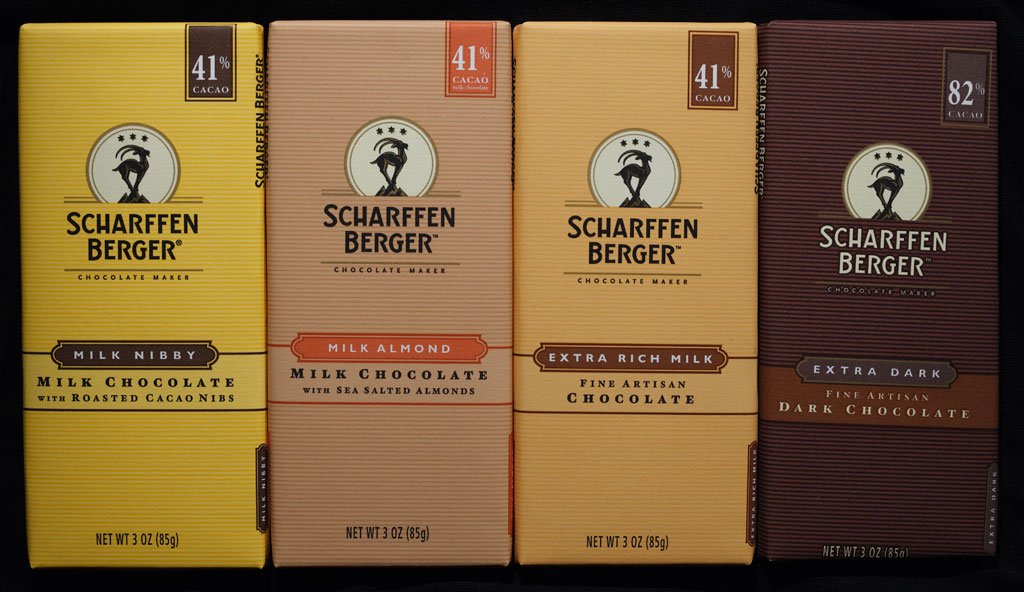 41%
CACAO
SCHARFFEN BERGER®
SCHARFFEN
BERGER®
CHOCOLATE MAKER
MILK NIBBY
MILK CHOCOLATE
WITH ROASTED CACAO NIBS
MILK NIBBY
NET WT 3 OZ (85g)
41%
CACAO
milk chocolate
SCHARFFEN
BERGER™
CHOCOLATE MAKER
MILK ALMOND
MILK CHOCOLATE
WITH SEA SALTED ALMONDS
NET WT 3 OZ (85g)
41%
CACAO
SCHARFFEN BERGER
SCHARFFEN
BERGER™
CHOCOLATE MAKER
EXTRA RICH MILK
FINE ARTISAN
CHOCOLATE
EXTRA RICH MILK
NET WT 3 OZ (85g)
82%
CACAO
SCHARFFEN
BERGER™
CHOCOLATE MAKER
EXTRA DARK
FINE ARTISAN
DARK CHOCOLATE
EXTRA DARK
NET WT 3 OZ (85g)